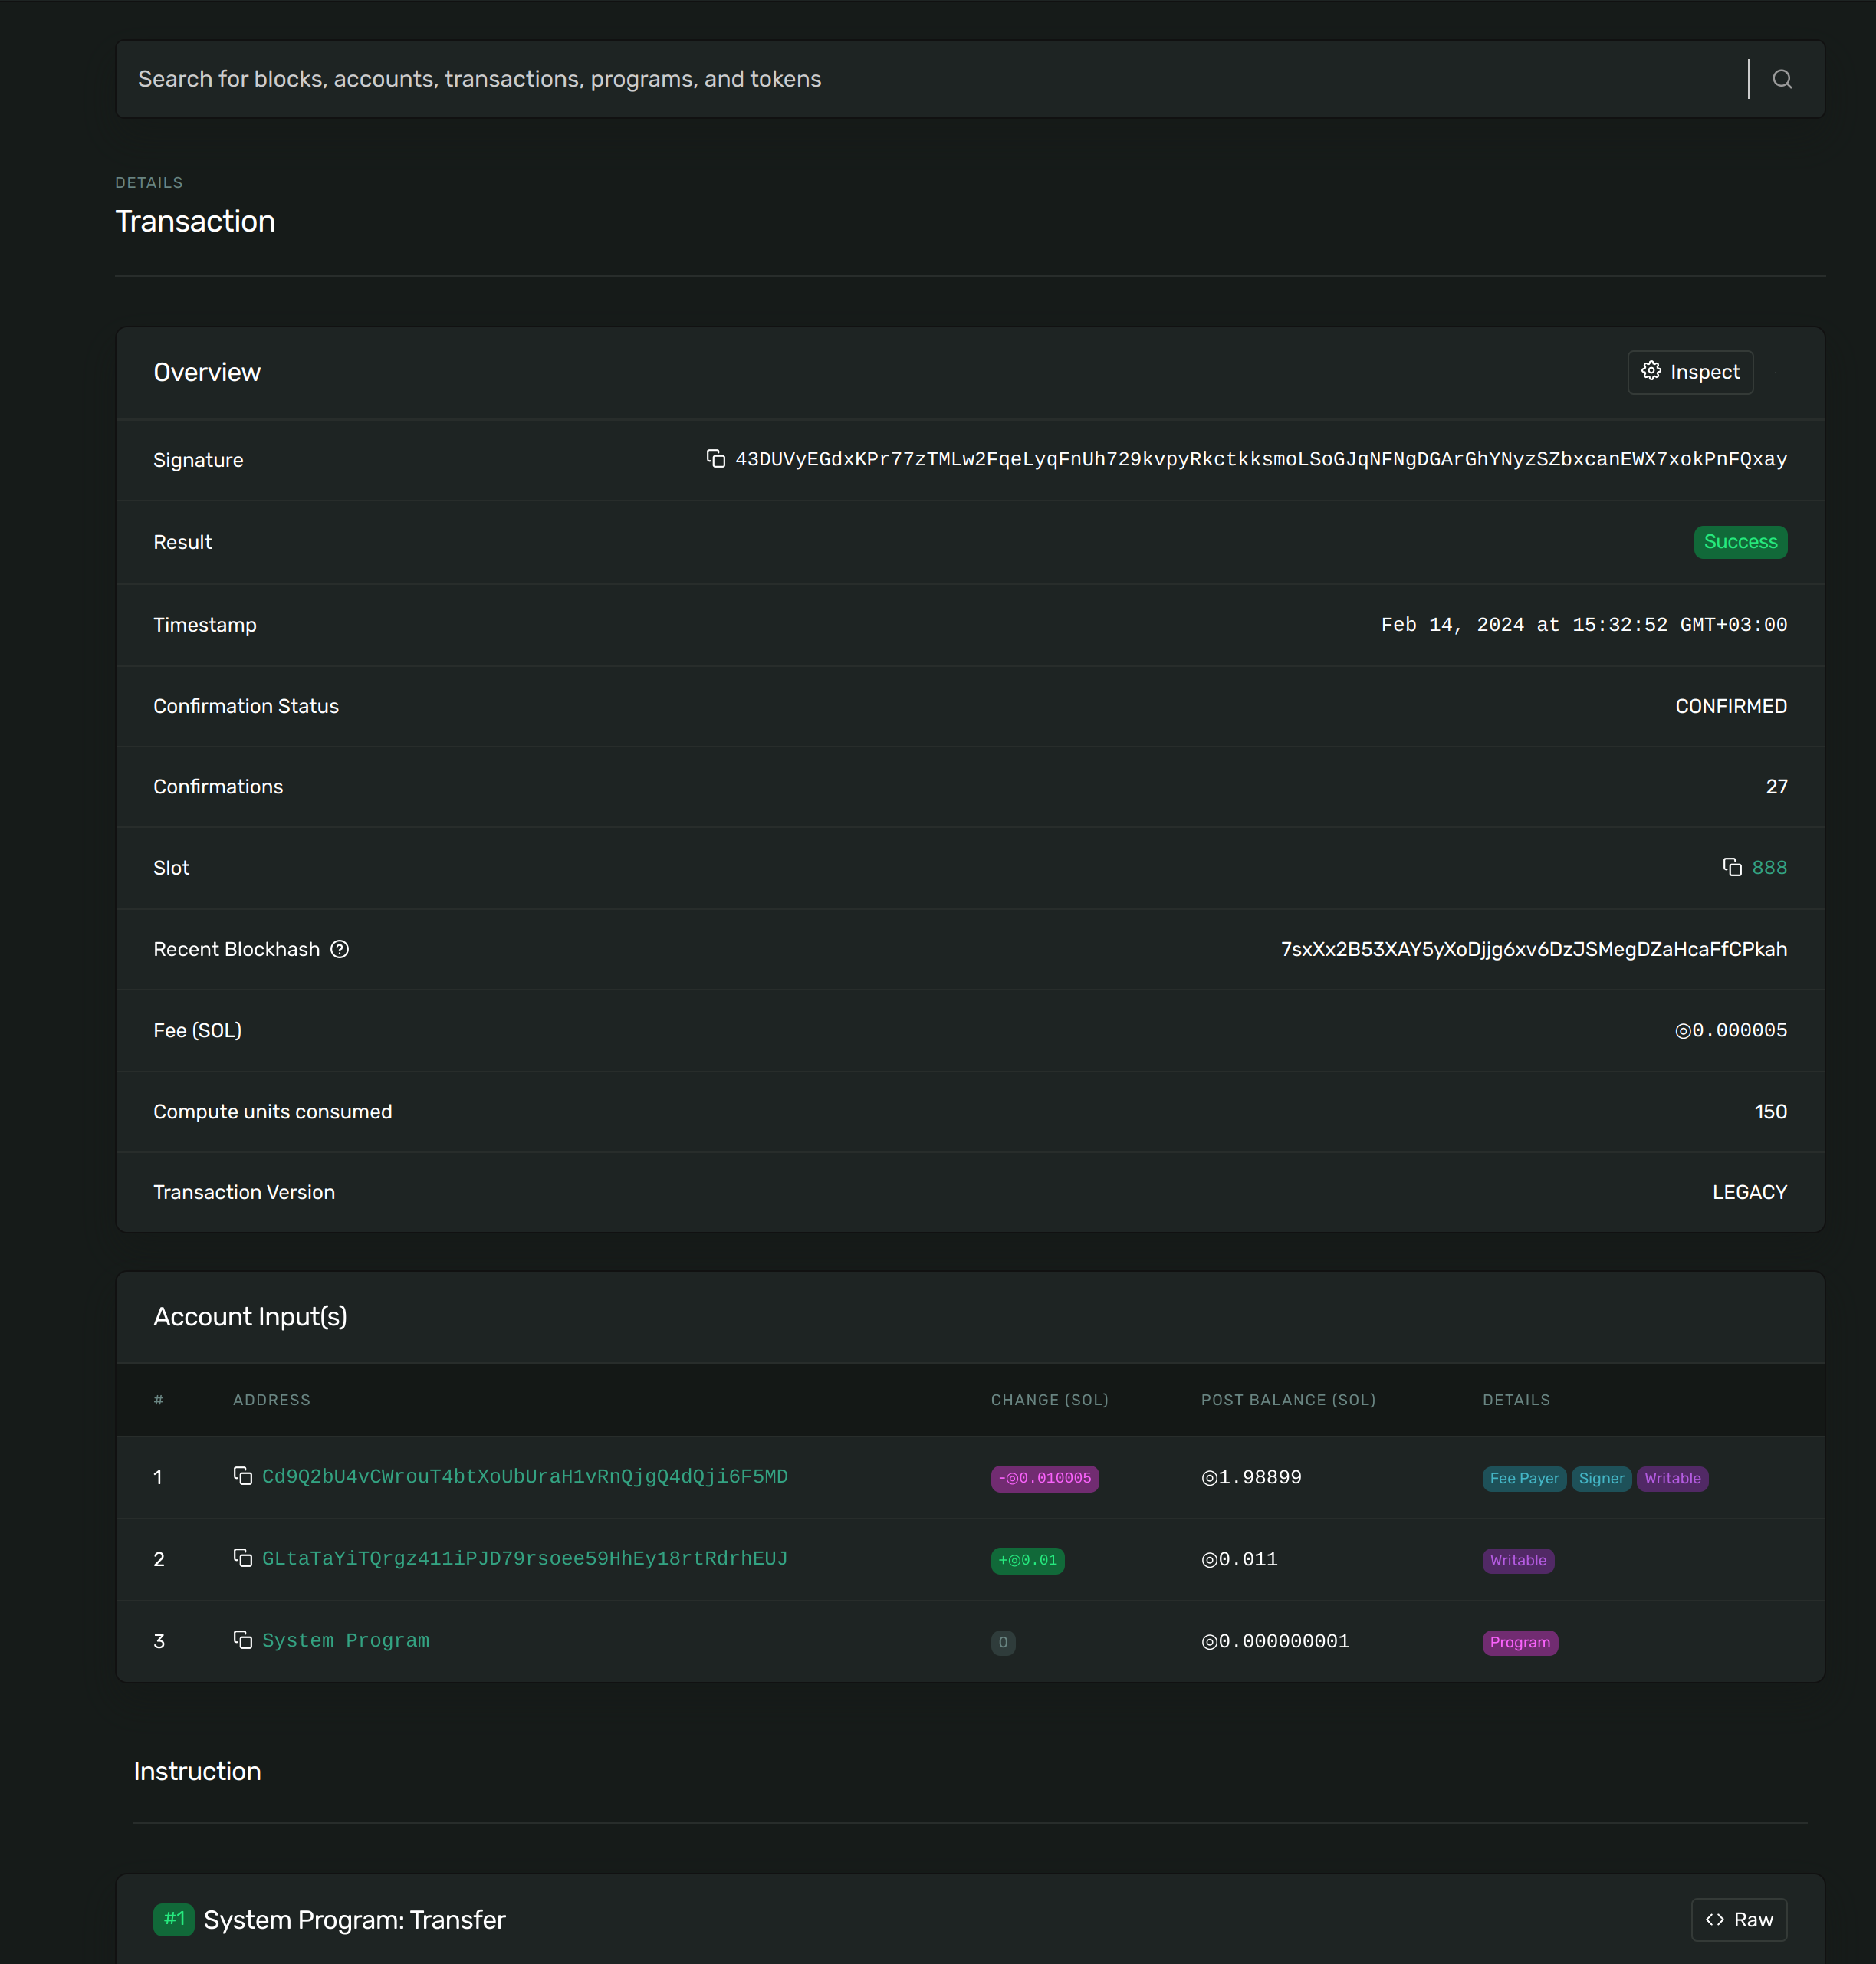 Search for blocks, accounts, transactions, programs, and tokens
DETAILS
Transaction
Overview
Inspect
Signature 43DUVyEGdxKPr77zTMLw2FqeLyqFnUh729kvpyRkctkksmoLSoGJqNFNgDGArGhYNyzSZbxcanEWX7xokPnFQxay
Result Success
Timestamp Feb 14, 2024 at 15:32:52 GMT+03:00
Confirmation Status CONFIRMED
Confirmations 27
Slot 888
Recent Blockhash 7sxXx2B53XAY5yXoDjjg6xv6DzJSMegDZaHcaFfCPkah
Fee (SOL) ◎0.000005
Compute units consumed 150
Transaction Version LEGACY
Account Input(s)
# ADDRESS CHANGE (SOL) POST BALANCE (SOL) DETAILS
1 Cd9Q2bU4vCWrouT4btXoUbUraH1vRnQjgQ4dQji6F5MD -◎0.010005 ◎1.98899 Fee Payer Signer Writable
2 GLtaTaYiTQrgz411iPJD79rsoee59HhEy18rtRdrhEUJ +◎0.01 ◎0.011 Writable
3 System Program 0 ◎0.000000001 Program
Instruction
#1 System Program: Transfer
Raw